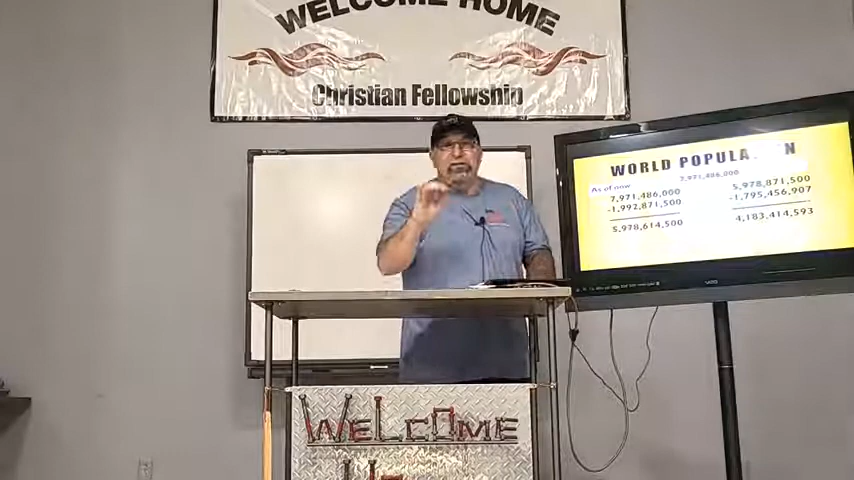 WELCOME HOME
Christian Fellowship
WORLD POPULA N
7,971,486,000
As of now
7,971,486,000
-1,992,871,500
5,978,614,500
5,978,871,500
-1,795,456,907
4,183,414,593
VIZIO
WELCOME